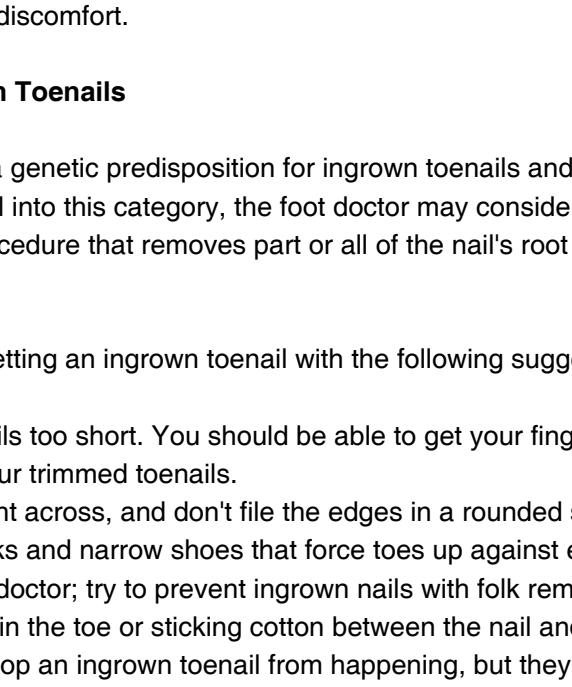 discomfort.
n Toenails
a genetic predisposition for ingrown toenails and
l into this category, the foot doctor may conside
cedure that removes part or all of the nail's root
etting an ingrown toenail with the following sugge
ils too short. You should be able to get your fing
ur trimmed toenails.
ht across, and don't file the edges in a rounded s
ks and narrow shoes that force toes up against e
doctor; try to prevent ingrown nails with folk rem
in the toe or sticking cotton between the nail and
op an ingrown toenail from happening, but they